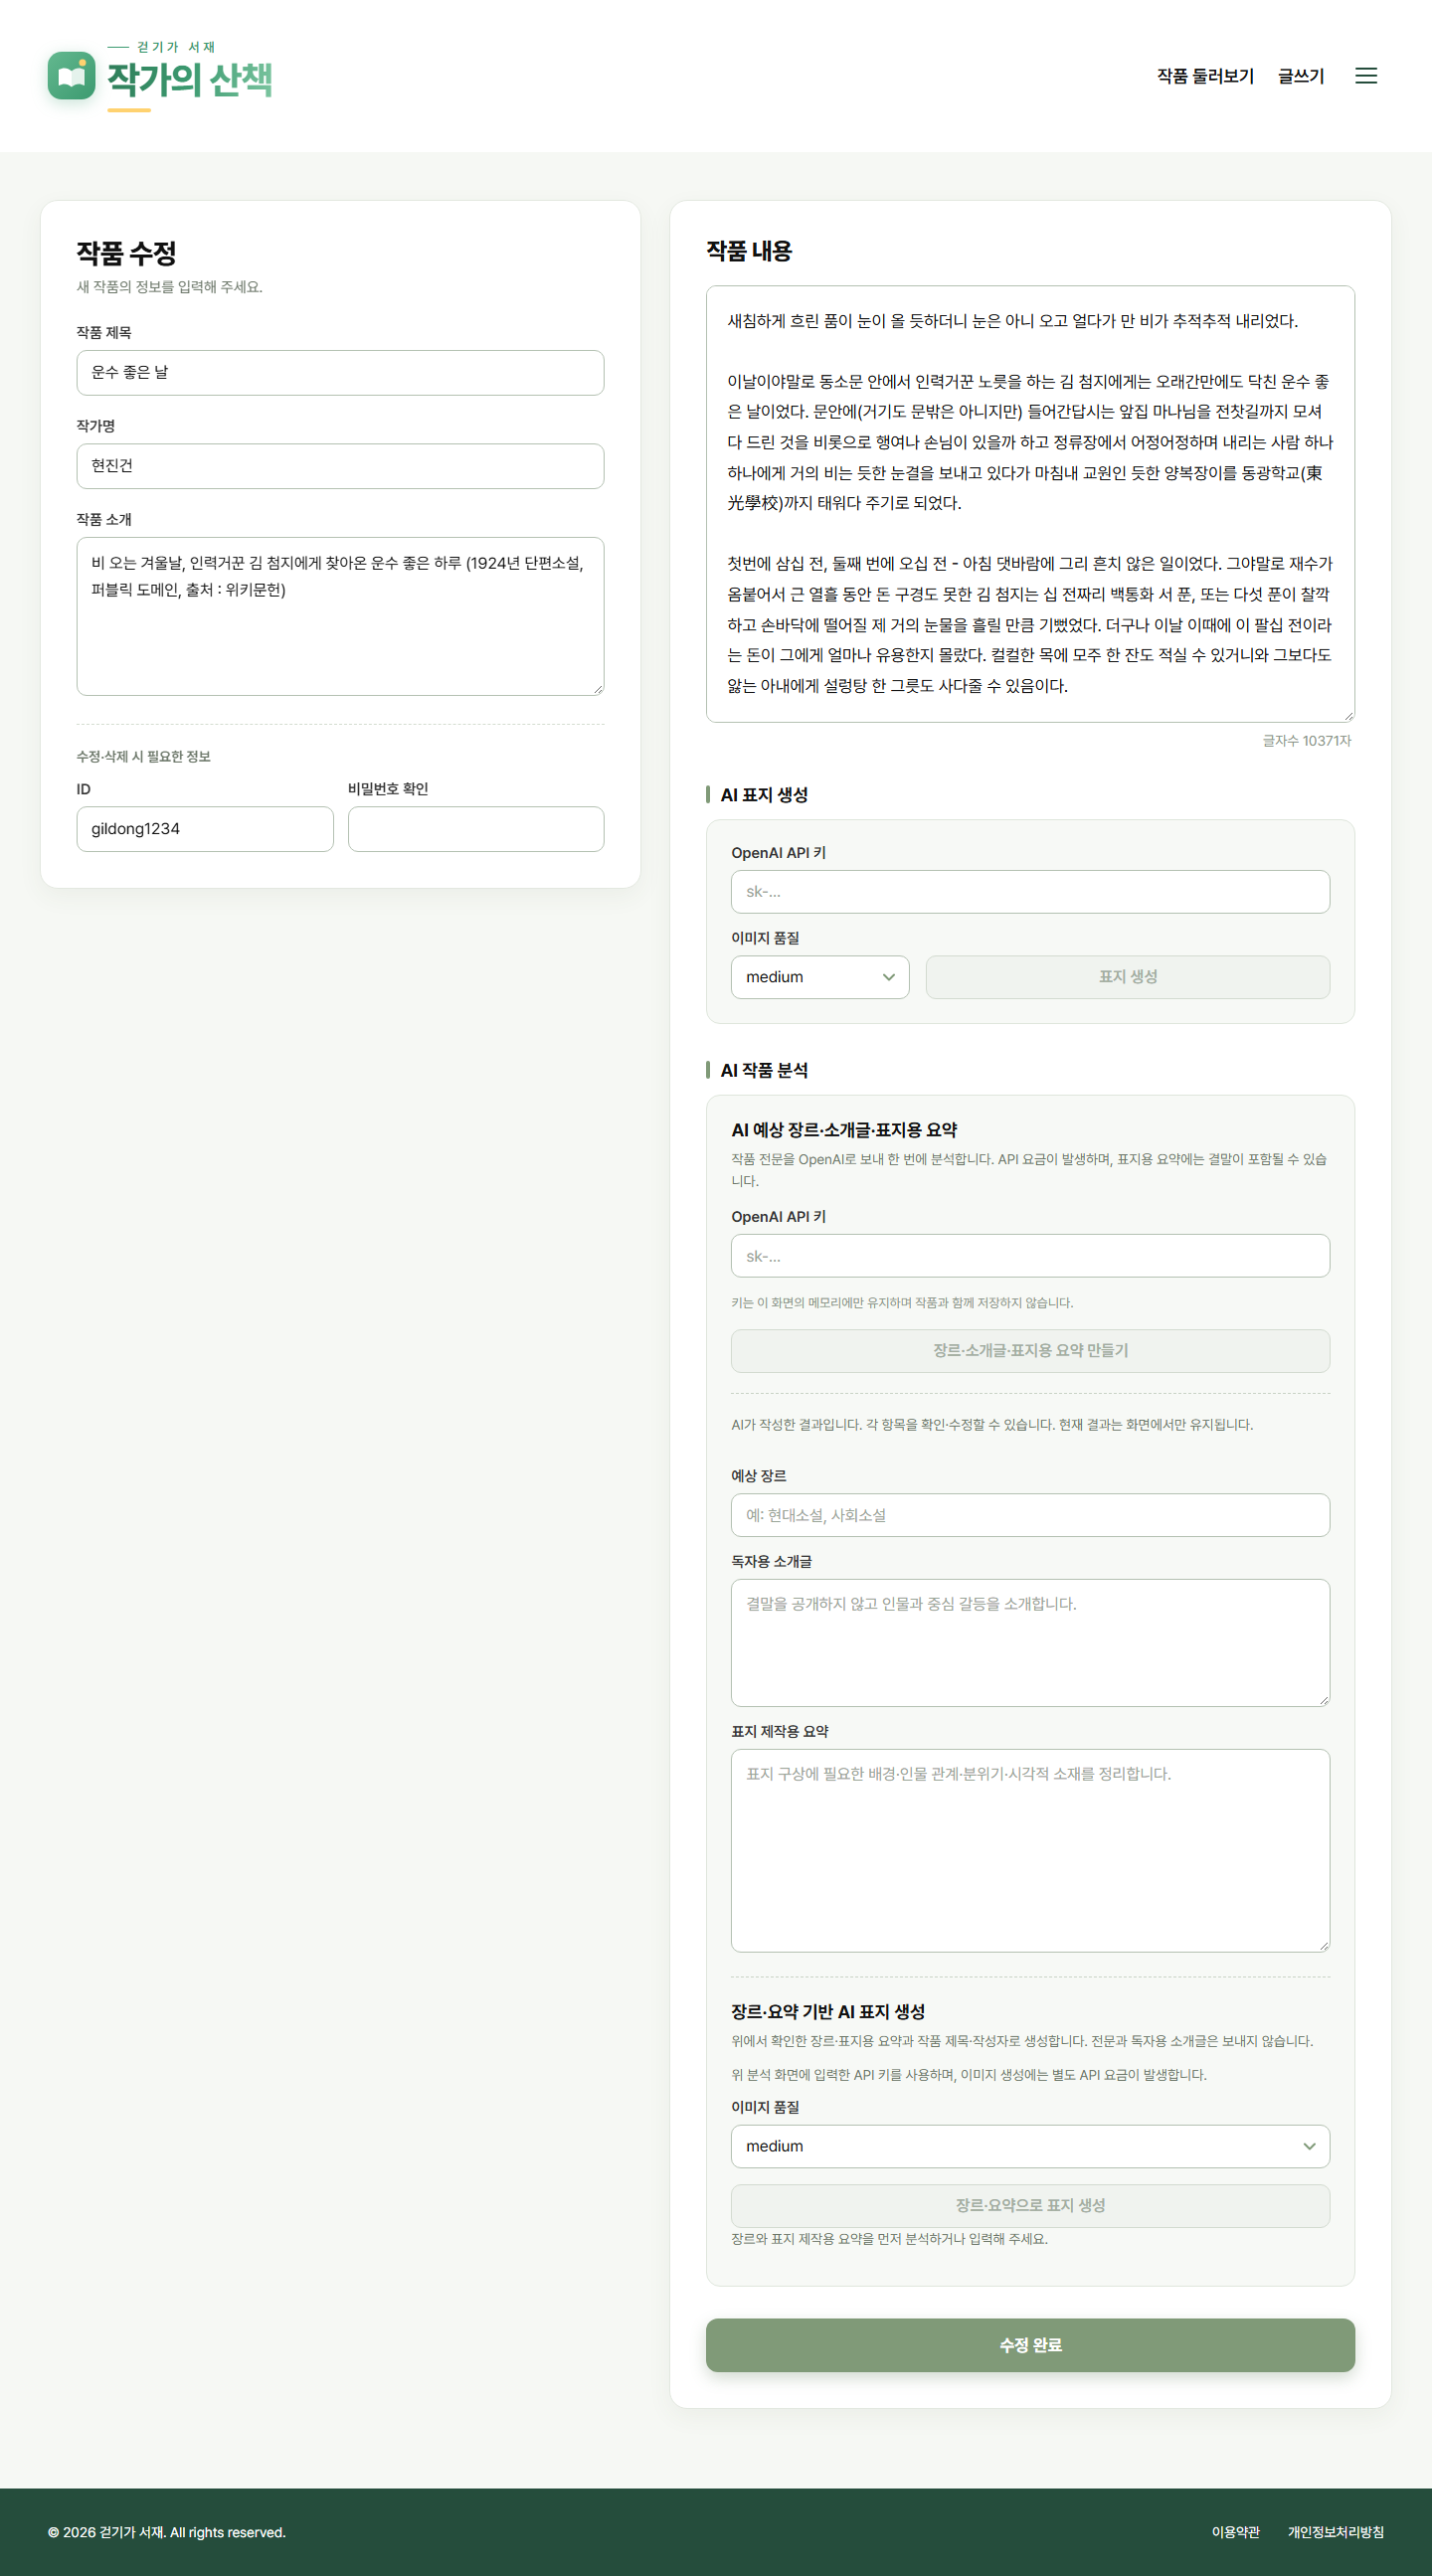 걷기가 서재
작가의 산책
작품 둘러보기
글쓰기
작품 수정
새 작품의 정보를 입력해 주세요.
작품 제목
운수 좋은 날
작가명
현진건
작품 소개
비 오는 겨울날, 인력거꾼 김 첨지에게 찾아온 운수 좋은 하루 (1924년 단편소설,
퍼블릭 도메인, 출처 : 위키문헌)
수정·삭제 시 필요한 정보
ID
비밀번호 확인
gildong1234
작품 내용
새침하게 흐린 품이 눈이 올 듯하더니 눈은 아니 오고 얼다가 만 비가 추적추적 내리었다.
이날이야말로 동소문 안에서 인력거꾼 노릇을 하는 김 첨지에게는 오래간만에도 닥친 운수 좋
은 날이었다. 문안에(거기도 문밖은 아니지만) 들어간답시는 앞집 마나님을 전찻길까지 모셔
다 드린 것을 비롯으로 행여나 손님이 있을까 하고 정류장에서 어정어정하며 내리는 사람 하나
하나에게 거의 비는 듯한 눈결을 보내고 있다가 마침내 교원인 듯한 양복장이를 동광학교(東
光學校)까지 태워다 주기로 되었다.
첫번에 삼십 전, 둘째 번에 오십 전 - 아침 댓바람에 그리 흔치 않은 일이었다. 그야말로 재수가
옴붙어서 근 열흘 동안 돈 구경도 못한 김 첨지는 십 전짜리 백통화 서 푼, 또는 다섯 푼이 찰깍
하고 손바닥에 떨어질 제 거의 눈물을 흘릴 만큼 기뻤었다. 더구나 이날 이때에 이 팔십 전이라
는 돈이 그에게 얼마나 유용한지 몰랐다. 컬컬한 목에 모주 한 잔도 적실 수 있거니와 그보다도
앓는 아내에게 설렁탕 한 그릇도 사다줄 수 있음이다.
글자수 10371자
AI 표지 생성
OpenAI API 키
sk-...
이미지 품질
medium
표지 생성
AI 작품 분석
AI 예상 장르·소개글·표지용 요약
작품 전문을 OpenAI로 보내 한 번에 분석합니다. API 요금이 발생하며, 표지용 요약에는 결말이 포함될 수 있습
니다.
OpenAI API 키
sk-...
키는 이 화면의 메모리에만 유지하며 작품과 함께 저장하지 않습니다.
장르·소개글·표지용 요약 만들기
AI가 작성한 결과입니다. 각 항목을 확인·수정할 수 있습니다. 현재 결과는 화면에서만 유지됩니다.
예상 장르
예: 현대소설, 사회소설
독자용 소개글
결말을 공개하지 않고 인물과 중심 갈등을 소개합니다.
표지 제작용 요약
표지 구상에 필요한 배경·인물 관계·분위기·시각적 소재를 정리합니다.
장르·요약 기반 AI 표지 생성
위에서 확인한 장르·표지용 요약과 작품 제목·작성자로 생성합니다. 전문과 독자용 소개글은 보내지 않습니다.
위 분석 화면에 입력한 API 키를 사용하며, 이미지 생성에는 별도 API 요금이 발생합니다.
이미지 품질
medium
장르·요약으로 표지 생성
장르와 표지 제작용 요약을 먼저 분석하거나 입력해 주세요.
수정 완료
© 2026 걷기가 서재. All rights reserved.
이용약관
개인정보처리방침